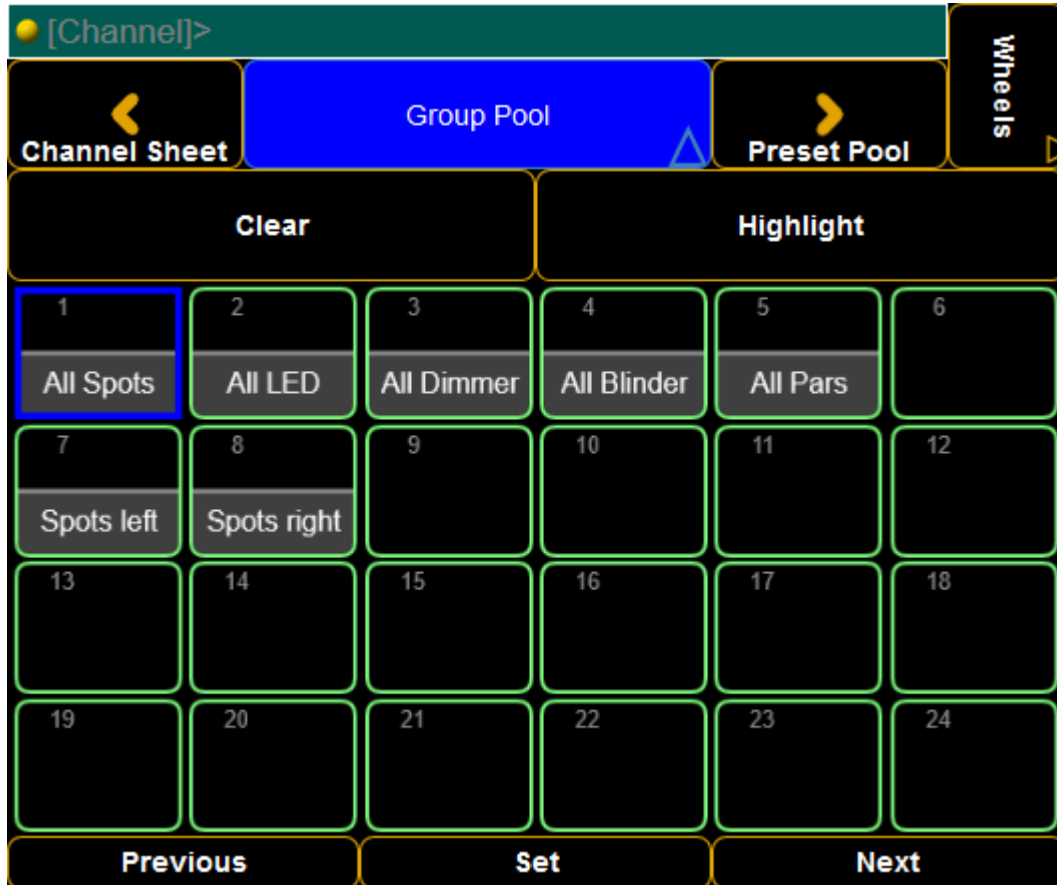 [Channel]>
Wheels
Channel Sheet
Group Pool
Preset Pool
Clear
Highlight
1 2 3 4 5 6
All Spots All LED All Dimmer All Blinder All Pars
7 8 9 10 11 12
Spots left Spots right
13 14 15 16 17 18
19 20 21 22 23 24
Previous Set Next